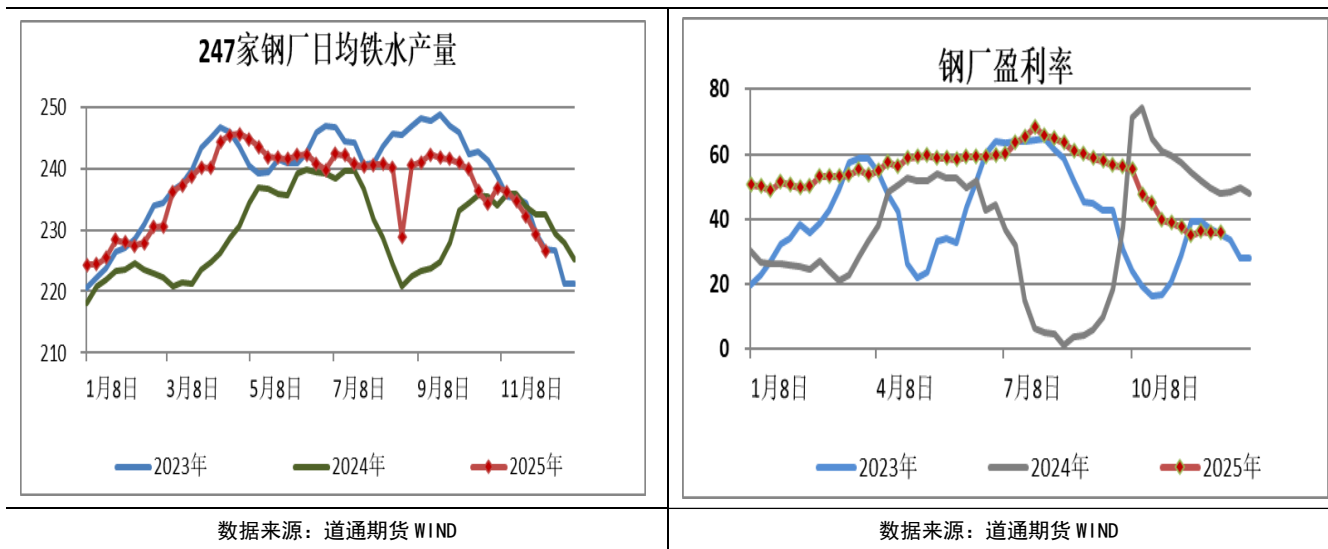 247家钢厂日均铁水产量
250
240
230
220
210
1月8日 3月8日 5月8日 7月8日 9月8日 11月8日
2023年 2024年 2025年
数据来源：道通期货 WIND
钢厂盈利率
80
60
40
20
0
1月8日 4月8日 7月8日 10月8日
2023年 2024年 2025年
数据来源：道通期货 WIND